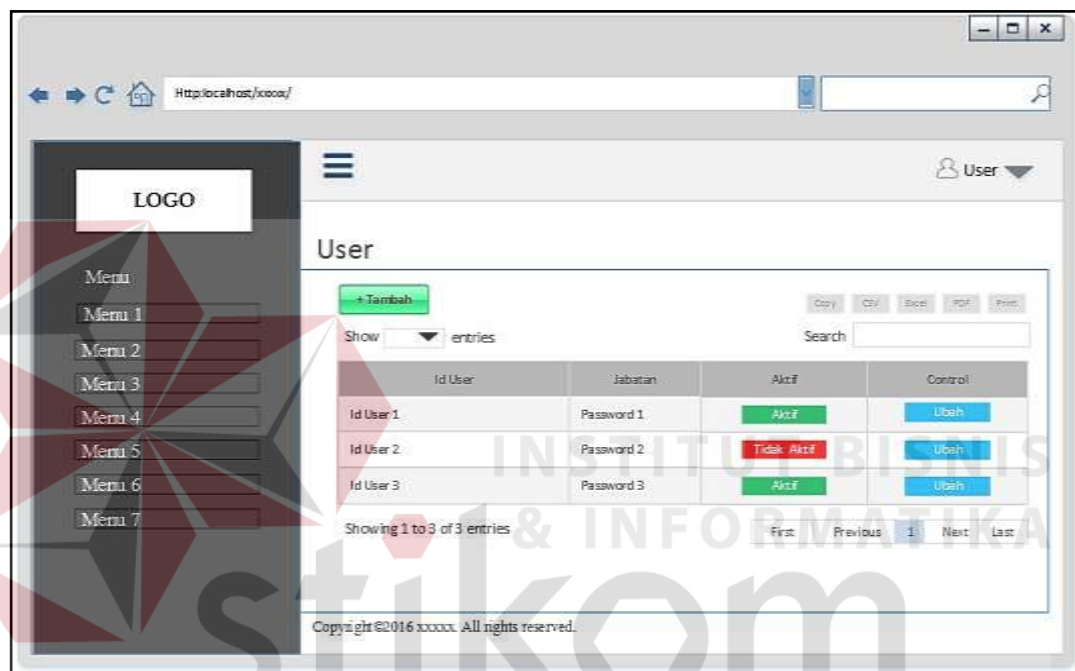 Http:localhost/xxxxx/
LOGO
User
User
Menu
Menu 1
Menu 2
Menu 3
Menu 4
Menu 5
Menu 6
Menu 7
+ Tambah
Copy CSV Excel PDF Print
Show entries Search
Id User Jabatan Aktif Control
Id User 1 Password 1 Aktif Ubah
Id User 2 Password 2 Tidak Aktif Ubah
Id User 3 Password 3 Aktif Ubah
Showing 1 to 3 of 3 entries First Previous 1 Next Last
Copyright©2016 xxxxx. All rights reserved.
INSTITUT BISNIS
& INFORMATIKA
stikom